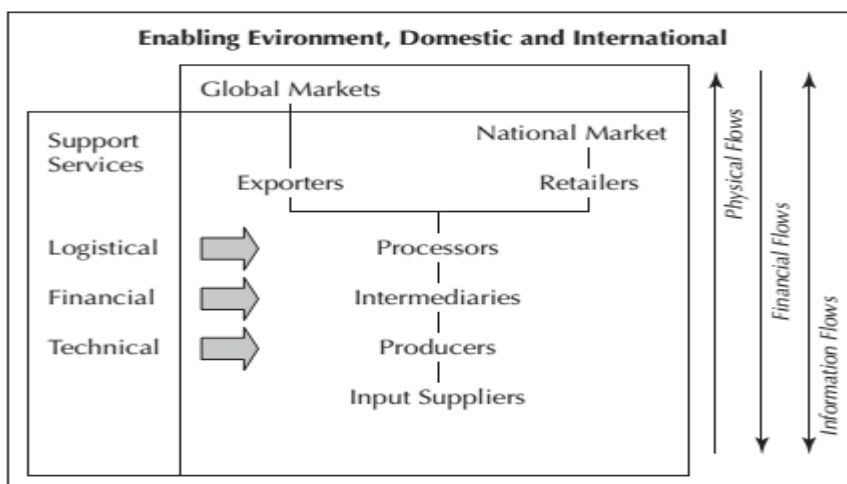 Enabling Evironment, Domestic and International
Global Markets
Support
Services
National Market
Exporters
Retailers
Logistical
Processors
Financial
Intermediaries
Technical
Producers
Input Suppliers
Physical Flows
Financial Flows
Information Flows